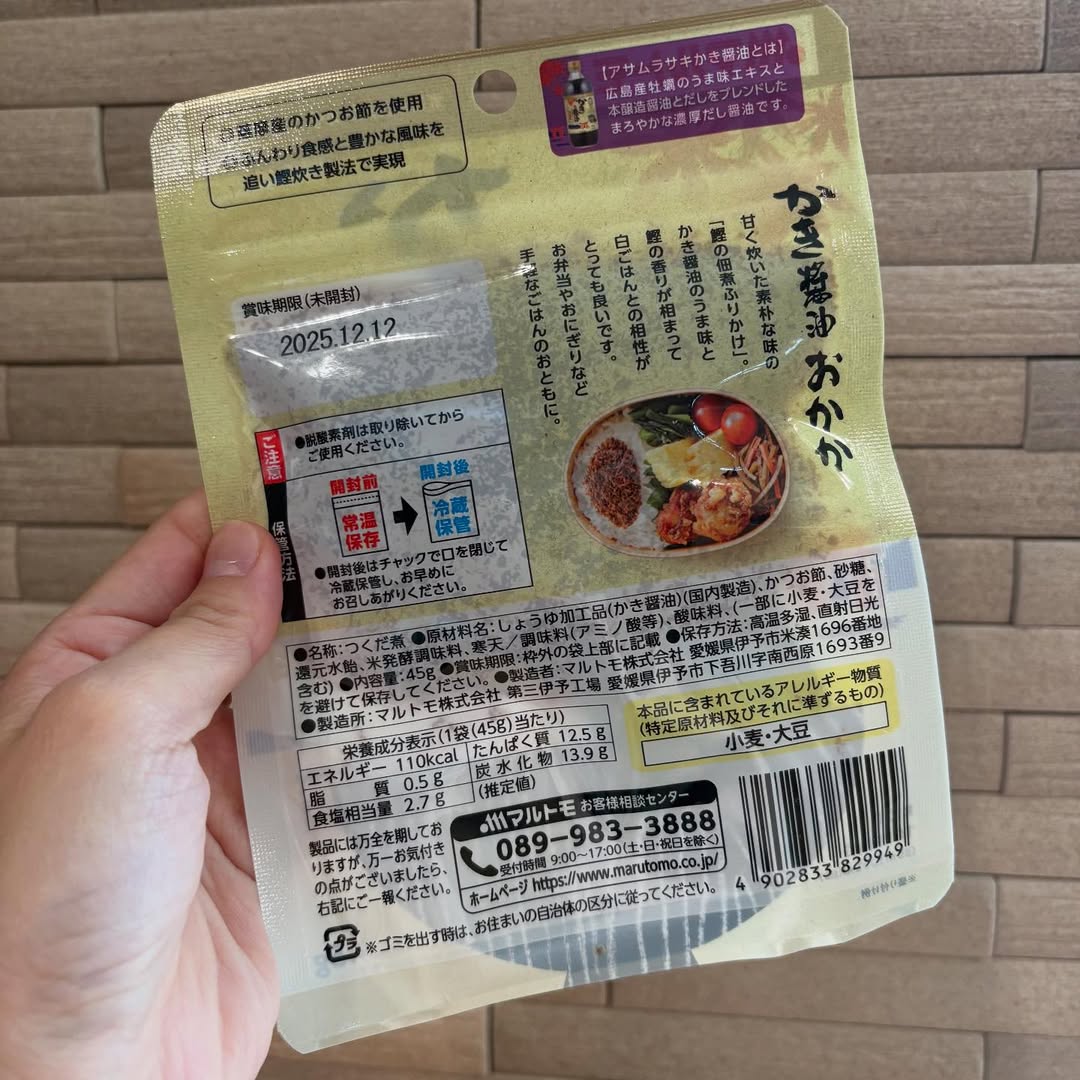 ◎薩摩産のかつお節を使用
◎ふんわり食感と豊かな風味を
追い鰹炊き製法で実現
【アサムラサキかき醤油とは】
広島産牡蠣のうま味エキスと
本醸造醤油とだしをブレンドした
まろやかな濃厚だし醤油です。
かき醤油おかか
甘く炊いた素朴な味の
「鰹の佃煮ふりかけ」。
かき醤油のうま味と
鰹の香りが相まって
白ごはんとの相性が
とっても良いです。
お弁当やおにぎりなど
手軽なごはんのおともに。
賞味期限(未開封)
2025.12.12
ご注意
●脱酸素剤は取り除いてから
ご使用ください。
保管方法
開封前
常温
保存
開封後
冷蔵
保管
●開封後はチャックで口を閉じて
冷蔵保管し、お早めに
お召しあがりください。
●名称:つくだ煮 ●原材料名:しょうゆ加工品(かき醤油)(国内製造)、かつお節、砂糖、
還元水飴、米発酵調味料、寒天/調味料(アミノ酸等)、酸味料、(一部に小麦・大豆を
含む) ●内容量:45g ●賞味期限:枠外の袋上部に記載 ●保存方法:高温多湿、直射日光
を避けて保存してください。●製造者:マルトモ株式会社 愛媛県伊予市米湊1696番地
●製造所:マルトモ株式会社 第三伊予工場 愛媛県伊予市下吾川字南西原1693番9
栄養成分表示(1袋(45g)当たり)
エネルギー 110kcal たんぱく質 12.5g
脂質 0.5g 炭水化物 13.9g
食塩相当量 2.7g (推定値)
本品に含まれているアレルギー物質
(特定原材料及びそれに準ずるもの)
小麦・大豆
製品には万全を期してお
りますが、万一お気付き
の点がございましたら、
右記にご一報ください。
マルトモ お客様相談センター
089-983-3888
受付時間 9:00~17:00(土・日・祝日を除く)
ホームページ https://www.marutomo.co.jp/
4 902833 829949
プラ
※ゴミを出す時は、お住まいの自治体の区分に従ってください。